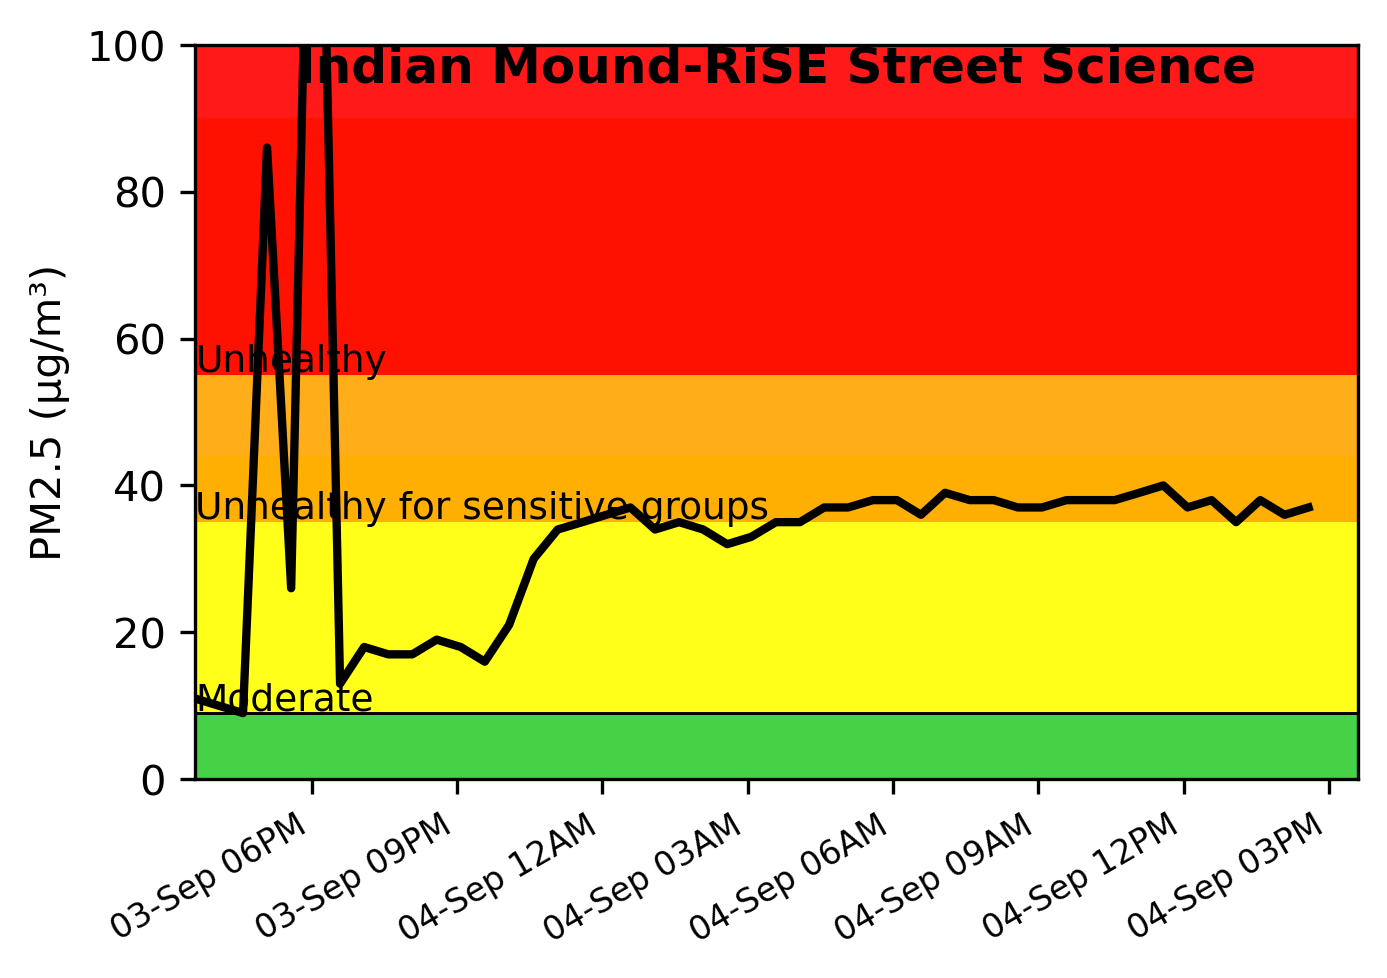 Indian Mound-RiSE Street Science
PM2.5 (µg/m³)
100
80
60
40
20
0
Unhealthy
Unhealthy for sensitive groups
Moderate
03-Sep 06PM
03-Sep 09PM
04-Sep 12AM
04-Sep 03AM
04-Sep 06AM
04-Sep 09AM
04-Sep 12PM
04-Sep 03PM